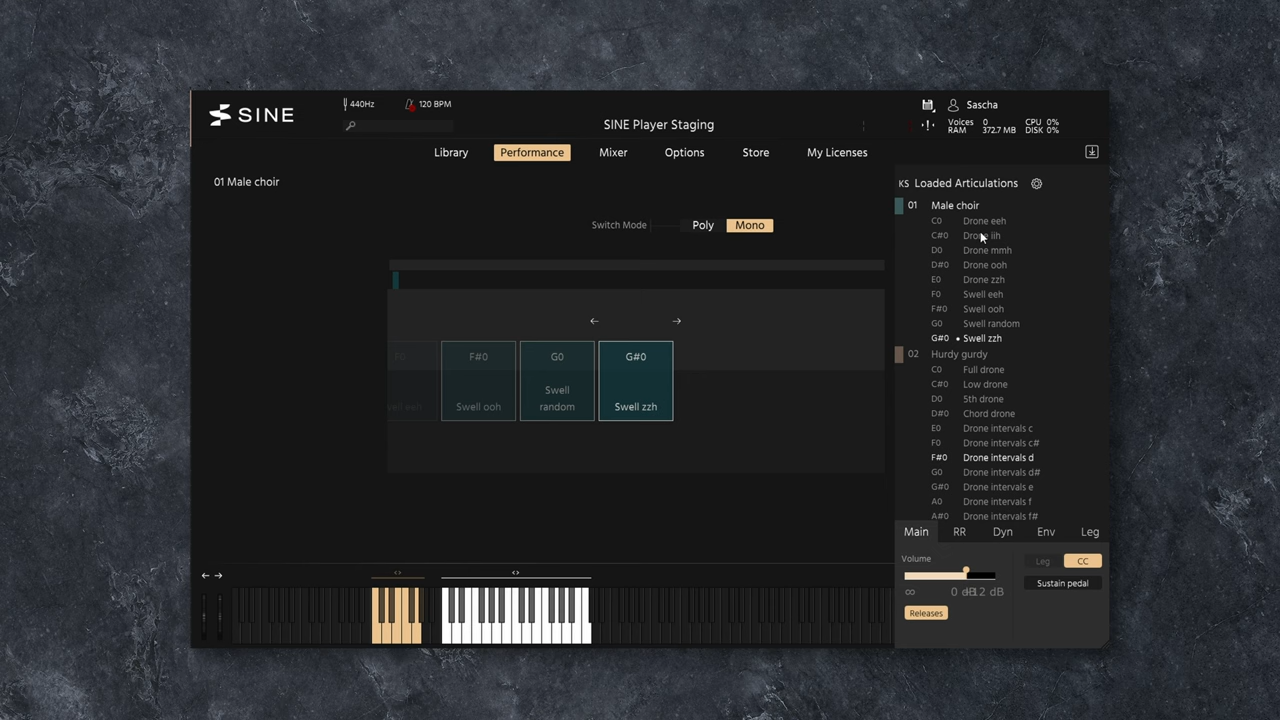 SINE
440Hz
120 BPM
Sascha
SINE Player Staging
Voices 0 CPU 0%
RAM 372.7 MB DISK 0%
Library Performance Mixer Options Store My Licenses
01 Male choir
KS Loaded Articulations
01 Male choir
Switch Mode Poly Mono
C0 Drone eeh
C#0 Drone iih
D0 Drone mmh
D#0 Drone ooh
E0 Drone zzh
F0 Swell eeh
F#0 Swell ooh
G0 Swell random
G#0 Swell zzh
02 Hurdy gurdy
C0 Full drone
C#0 Low drone
D0 5th drone
D#0 Chord drone
E0 Drone intervals c
F0 Drone intervals c#
F#0 Drone intervals d
G0 Drone intervals d#
G#0 Drone intervals e
A0 Drone intervals f
A#0 Drone intervals f#
F0 F#0 G0 G#0
Swell
eeh Swell ooh random Swell zzh
Main RR Dyn Env Leg
Volume
Leg CC
∞ 0 dB 12 dB
Sustain pedal
Releases